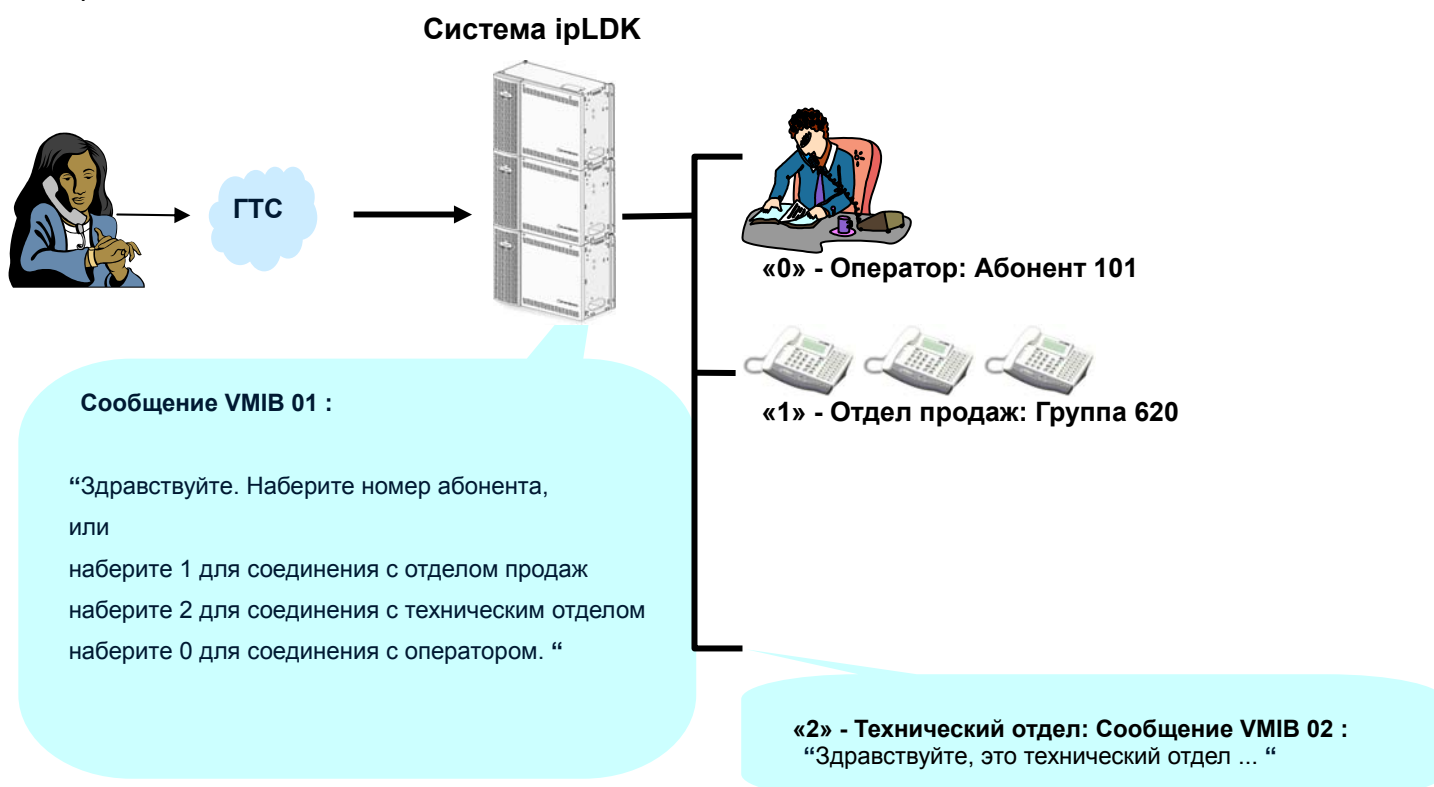 Система ipLDK
ГТС
«0» - Оператор: Абонент 101
«1» - Отдел продаж: Группа 620
Сообщение VMIB 01 :
“Здравствуйте. Наберите номер абонента,
или
наберите 1 для соединения с отделом продаж
наберите 2 для соединения с техническим отделом
наберите 0 для соединения с оператором. “
«2» - Технический отдел: Сообщение VMIB 02 :
“Здравствуйте, это технический отдел ... “